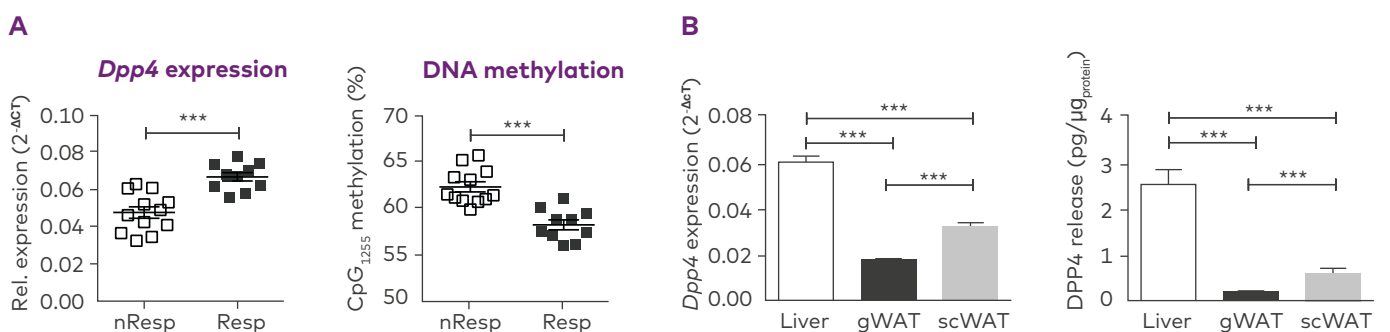 A
Dpp4 expression
Rel. expression (2-ΔCT)
0.10
0.08
0.06
0.04
0.02
0.00
***
nResp
Resp
DNA methylation
CpG1255 methylation (%)
70
65
60
55
50
***
nResp
Resp
B
Dpp4 expression (2-ΔCT)
0.08
0.06
0.04
0.02
0.00
***
***
***
Liver
gWAT
scWAT
DPP4 release (pg/µgprotein)
4
3
2
1
0
***
***
***
Liver
gWAT
scWAT